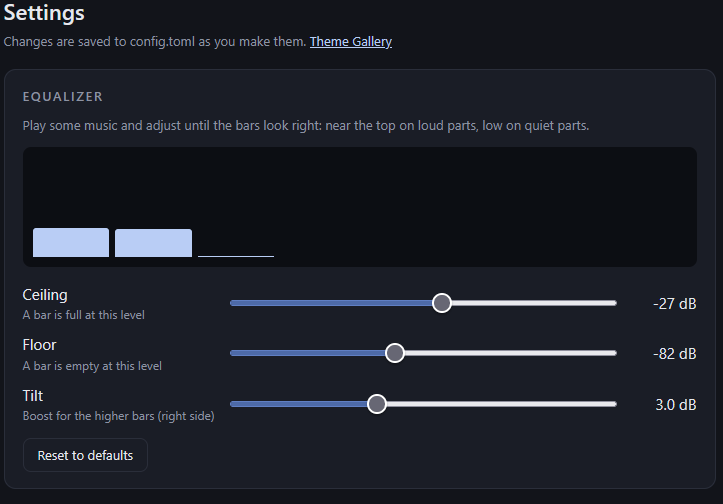 Settings
Changes are saved to config.toml as you make them. Theme Gallery
EQUALIZER
Play some music and adjust until the bars look right: near the top on loud parts, low on quiet parts.
Ceiling
A bar is full at this level
-27 dB
Floor
A bar is empty at this level
-82 dB
Tilt
Boost for the higher bars (right side)
3.0 dB
Reset to defaults